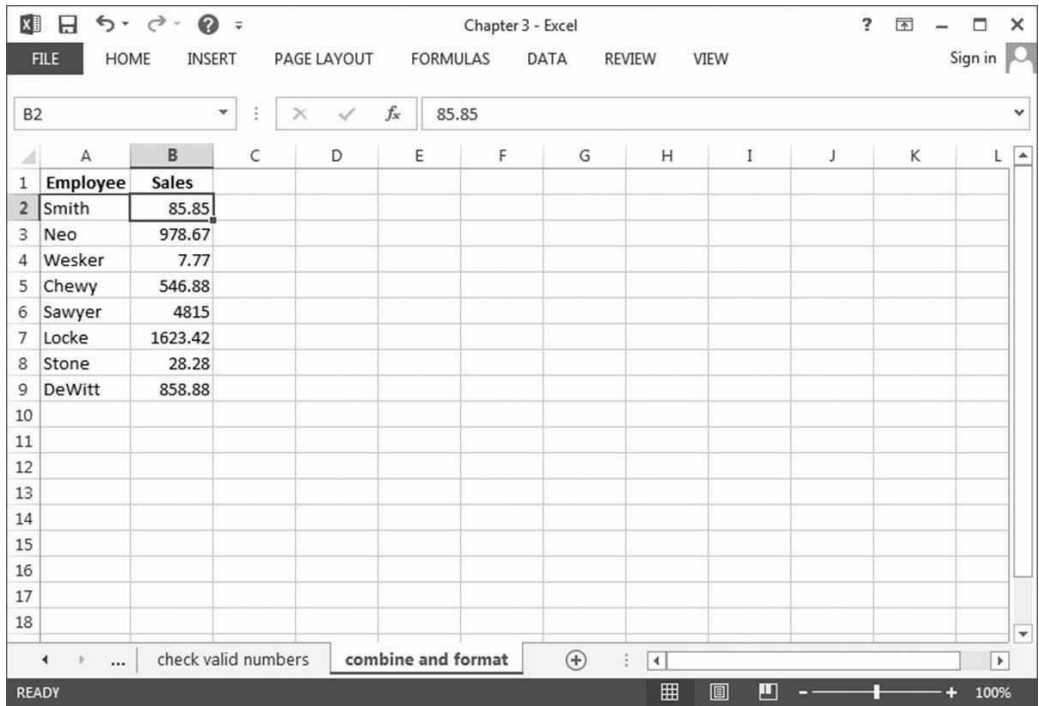 Chapter 3 - Excel ?
FILE HOME INSERT PAGE LAYOUT FORMULAS DATA REVIEW VIEW Sign in
B2 fx 85.85
A B C D E F G H I J K L
1 Employee Sales
2 Smith 85.85
3 Neo 978.67
4 Wesker 7.77
5 Chewy 546.88
6 Sawyer 4815
7 Locke 1623.42
8 Stone 28.28
9 DeWitt 858.88
10
11
12
13
14
15
16
17
18
... check valid numbers combine and format
READY 100%